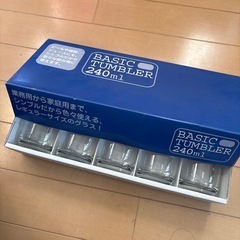 BASIC
TUMBLER
240ml
業務用から家庭用まで、
シンプルだから色々使える、
レギュラーサイズのグラス!
BASIC
TUMBLER
240ml